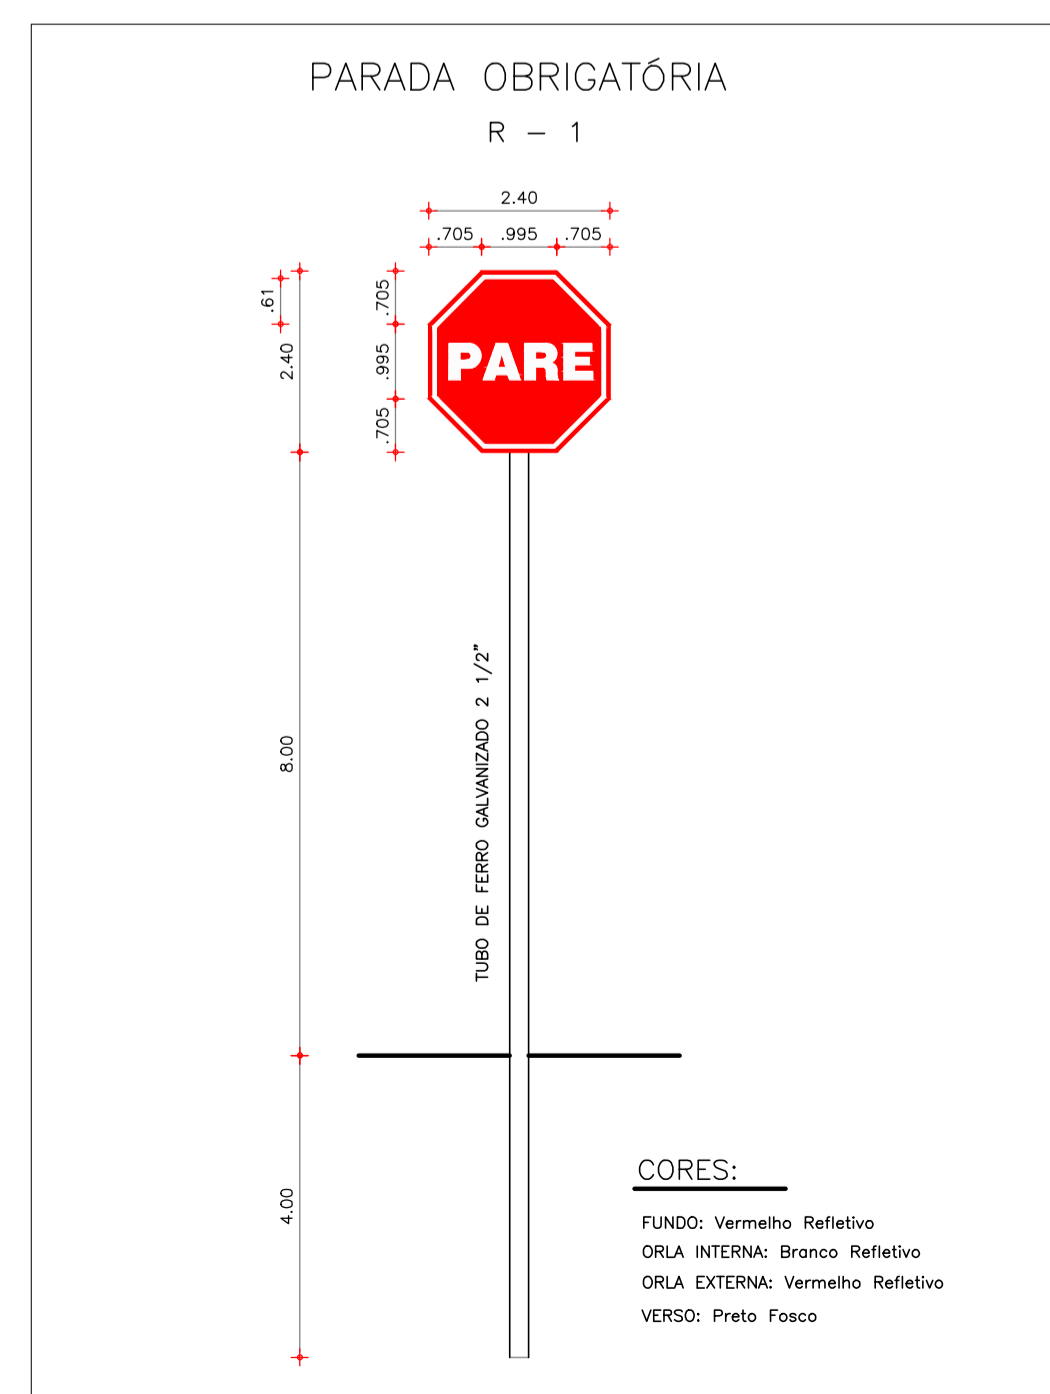 PARADA OBRIGATÓRIA
R - 1
2.40
.705 .995 .705
.61
2.40
.705
.995
.705
PARE
8.00
TUBO DE FERRO GALVANIZADO 2 1/2"
4.00
CORES:
FUNDO: Vermelho Refletivo
ORLA INTERNA: Branco Refletivo
ORLA EXTERNA: Vermelho Refletivo
VERSO: Preto Fosco